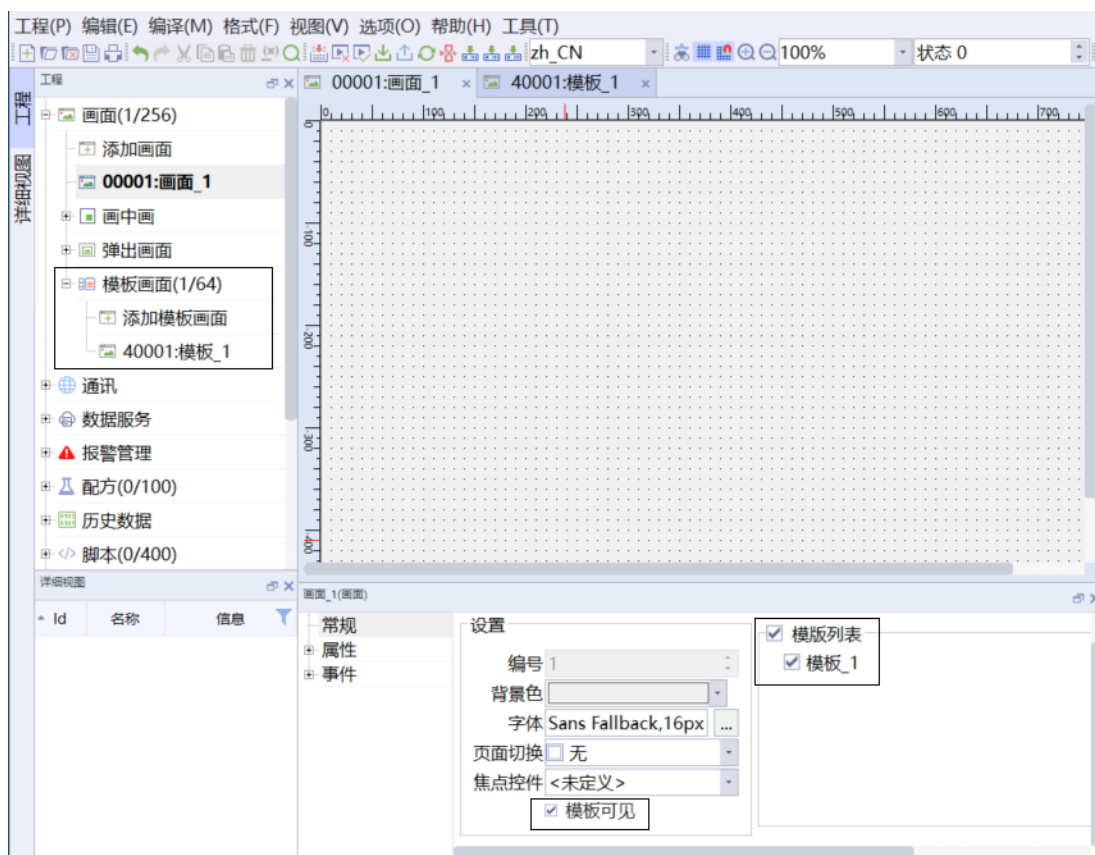 工程(P) 编辑(E) 编译(M) 格式(F) 视图(V) 选项(O) 帮助(H) 工具(T)
zh_CN 100% 状态 0
工程
详细视图
工程
画面(1/256)
添加画面
00001:画面_1
画中画
弹出画面
模板画面(1/64)
添加模板画面
40001:模板_1
通讯
数据服务
报警管理
配方(0/100)
历史数据
脚本(0/400)
00001:画面_1 × 40001:模板_1 ×
0 100 200 300 400 500 600 700
0
100
200
300
400
详细视图
Id 名称 信息
画面_1(画面)
常规
属性
事件
设置
编号 1
背景色
字体 Sans Fallback,16px ...
页面切换 无
焦点控件 <未定义>
模板可见
模版列表
模板_1